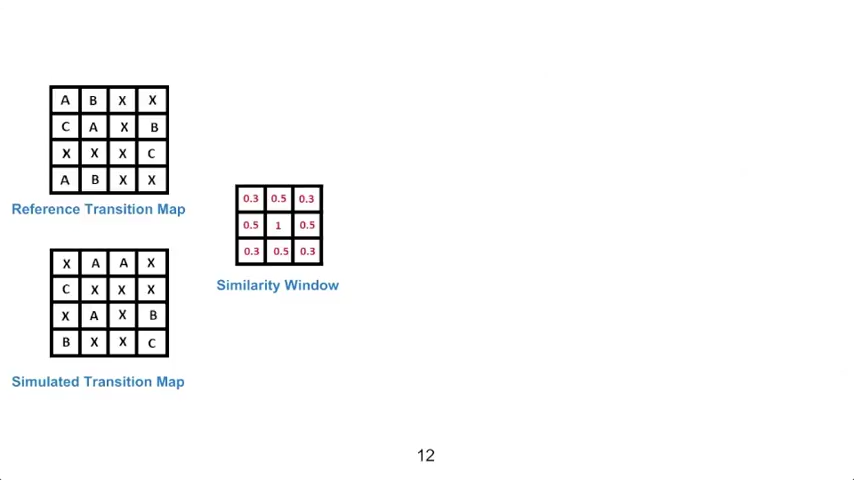 A B X X
C A X B
X X X C
A B X X
Reference Transition Map
X A A X
C X X X
X A X B
B X X C
Simulated Transition Map
0.3 0.5 0.3
0.5 1 0.5
0.3 0.5 0.3
Similarity Window
12